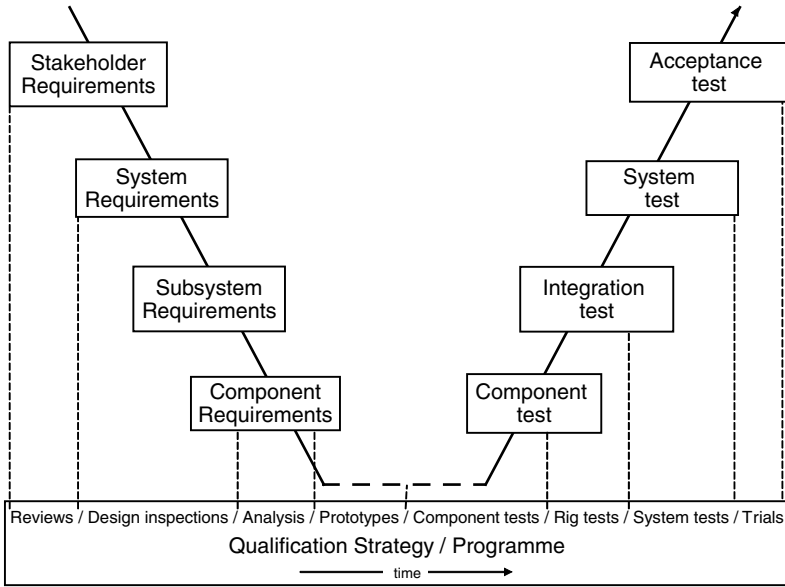 Stakeholder
Requirements
Acceptance
test
System
Requirements
System
test
Subsystem
Requirements
Integration
test
Component
Requirements
Component
test
Reviews / Design inspections / Analysis / Prototypes / Component tests / Rig tests / System tests / Trials
Qualification Strategy / Programme
time